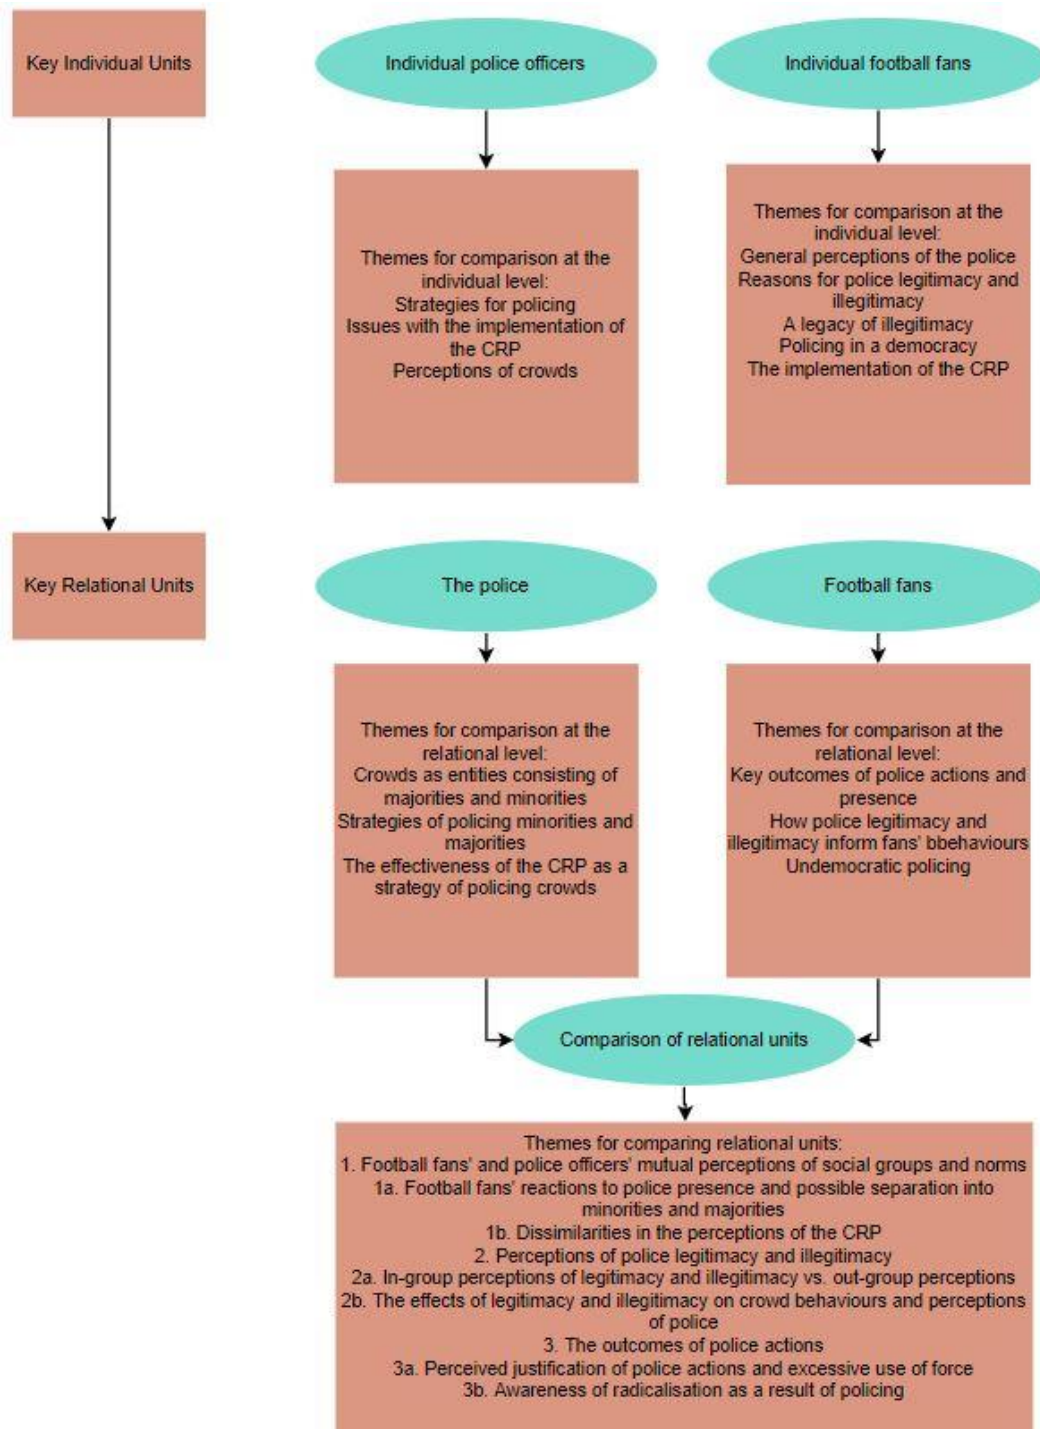 Key Individual Units
Individual police officers
Individual football fans
Themes for comparison at the
individual level:
Strategies for policing
Issues with the implementation of
the CRP
Perceptions of crowds
Themes for comparison at the
individual level:
General perceptions of the police
Reasons for police legitimacy and
illegitimacy
A legacy of illegitimacy
Policing in a democracy
The implementation of the CRP
Key Relational Units
The police
Football fans
Themes for comparison at the
relational level:
Crowds as entities consisting of
majorities and minorities
Strategies of policing minorities and
majorities
The effectiveness of the CRP as a
strategy of policing crowds
Themes for comparison at the
relational level:
Key outcomes of police actions and
presence
How police legitimacy and
illegitimacy inform fans' bbehaviours
Undemocratic policing
Comparison of relational units
Themes for comparing relational units:
1. Football fans' and police officers' mutual perceptions of social groups and norms
1a. Football fans' reactions to police presence and possible separation into
minorities and majorities
1b. Dissimilarities in the perceptions of the CRP
2. Perceptions of police legitimacy and illegitimacy
2a. In-group perceptions of legitimacy and illegitimacy vs. out-group perceptions
2b. The effects of legitimacy and illegitimacy on crowd behaviours and perceptions
of police
3. The outcomes of police actions
3a. Perceived justification of police actions and excessive use of force
3b. Awareness of radicalisation as a result of policing